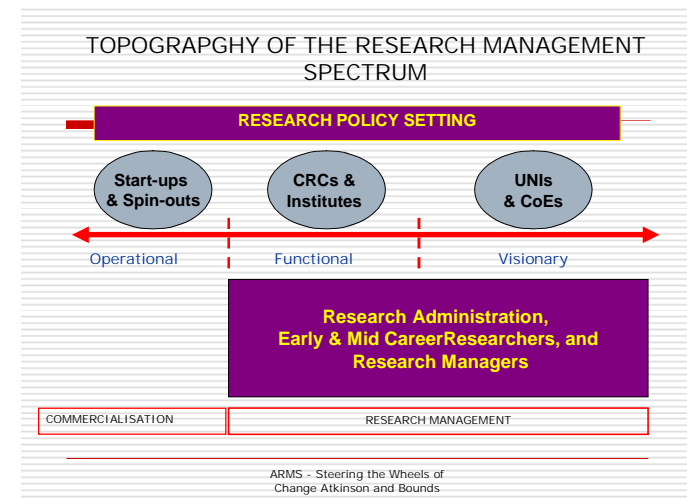 TOPOGRAPGHY OF THE RESEARCH MANAGEMENT
SPECTRUM
RESEARCH POLICY SETTING
Start-ups
& Spin-outs
CRCs &
Institutes
UNIs
& CoEs
Operational
Functional
Visionary
Research Administration,
Early & Mid CareerResearchers, and
Research Managers
COMMERCIALISATION
RESEARCH MANAGEMENT
ARMS - Steering the Wheels of
Change Atkinson and Bounds